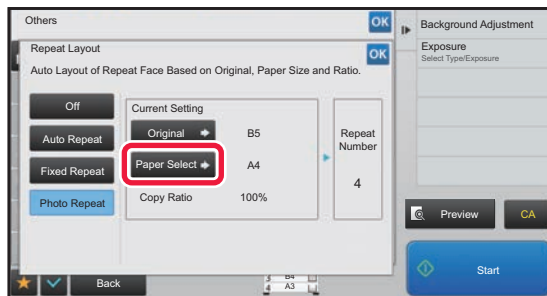 Others
OK
Background Adjustment
Repeat Layout
OK
Exposure
Select Type/Exposure
Auto Layout of Repeat Face Based on Original, Paper Size and Ratio.
Off
Current Setting
Auto Repeat
Original
B5
Repeat
Number
Fixed Repeat
Paper Select
A4
4
Photo Repeat
Copy Ratio
100%
Preview
CA
Back
3 B4
4 A3
Start